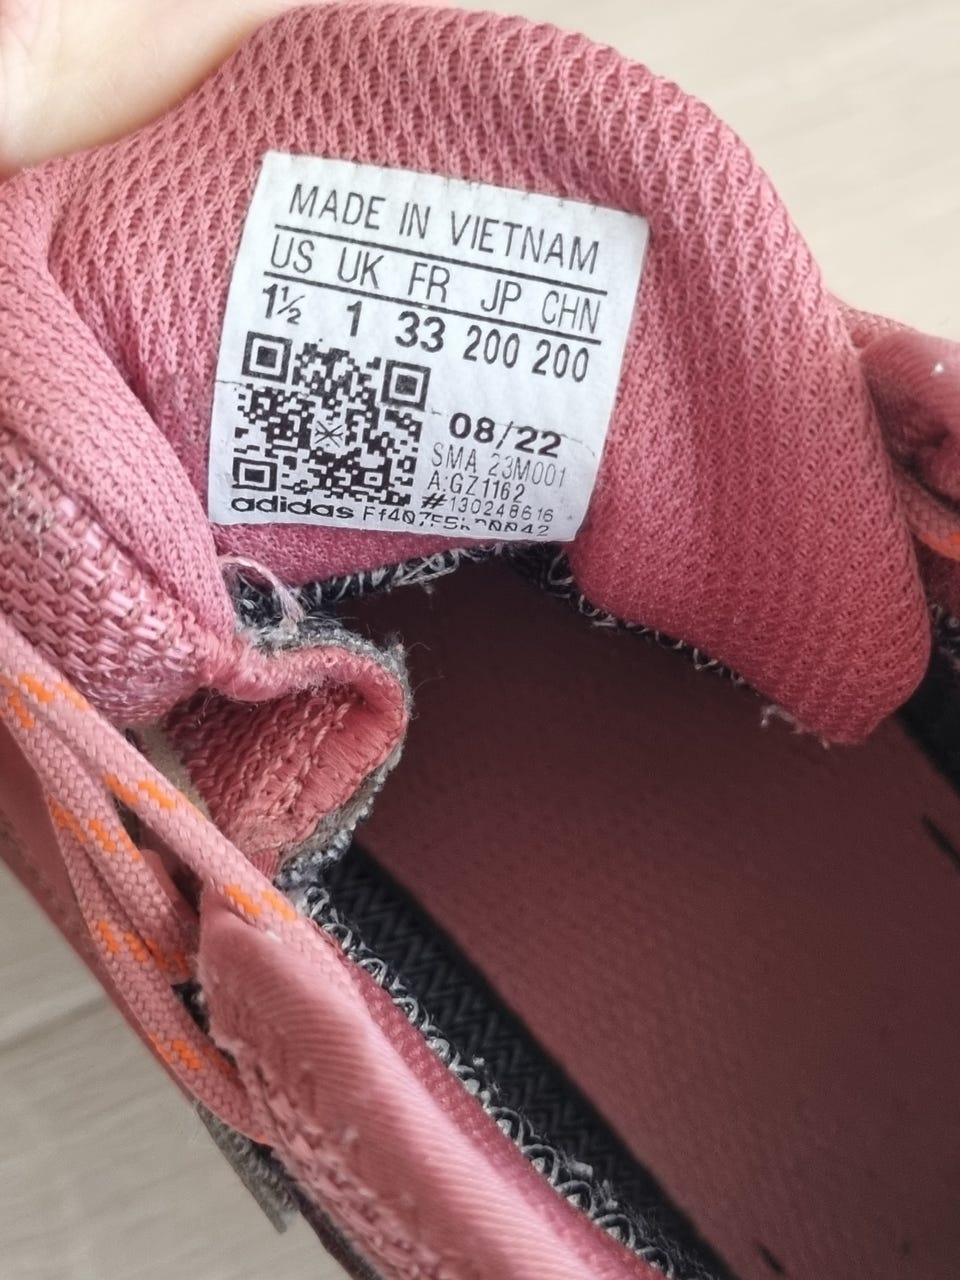 MADE IN VIETNAM
US UK FR JP CHN
1½ 1 33 200 200
08/22
SMA 23M001
A:GZ1162
#130248616
adidas